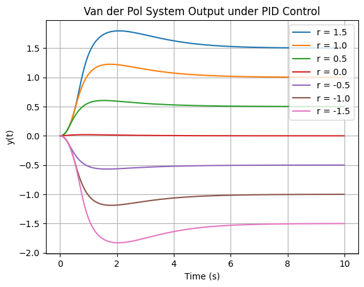 Van der Pol System Output under PID Control
r = 1.5
r = 1.0
r = 0.5
r = 0.0
r = -0.5
r = -1.0
r = -1.5
y(t)
1.5
1.0
0.5
0.0
−0.5
−1.0
−1.5
−2.0
0 2 4 6 8 10
Time (s)